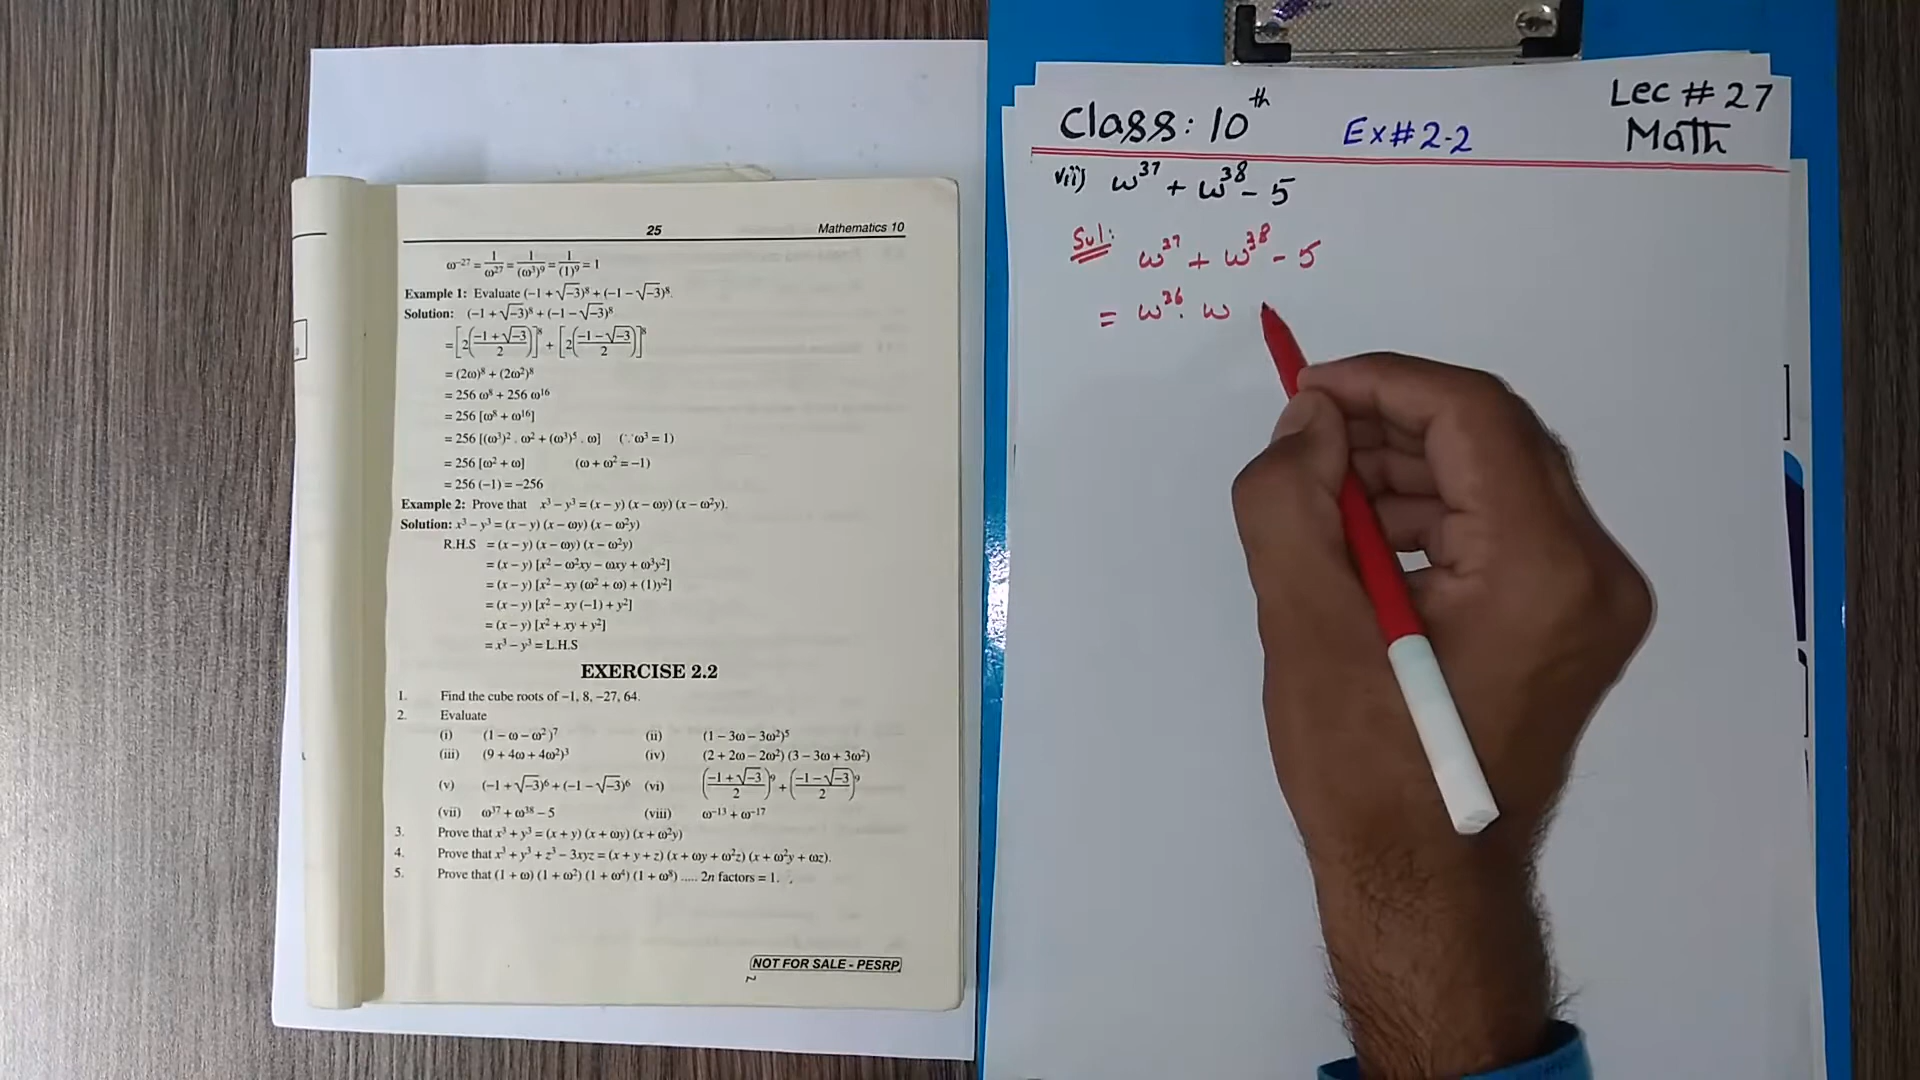 25 Mathematics 10
ω⁻²⁷ = 1/ω²⁷ = 1/(ω³)⁹ = 1/(1)⁹ = 1
Example 1: Evaluate (−1 + √−3)⁸ + (−1 − √−3)⁸.
Solution: (−1 + √−3)⁸ + (−1 − √−3)⁸
= [2((−1 + √−3)/2)]⁸ + [2((−1 − √−3)/2)]⁸
= (2ω)⁸ + (2ω²)⁸
= 256 ω⁸ + 256 ω¹⁶
= 256 [ω⁸ + ω¹⁶]
= 256 [(ω³)² . ω² + (ω³)⁵ . ω] (∵ ω³ = 1)
= 256 [ω² + ω] (ω + ω² = −1)
= 256 (−1) = −256
Example 2: Prove that x³ − y³ = (x − y) (x − ωy) (x − ω²y).
Solution: x³ − y³ = (x − y) (x − ωy) (x − ω²y)
R.H.S = (x − y) (x − ωy) (x − ω²y)
= (x − y) [x² − ω²xy − ωxy + ω³y²]
= (x − y) [x² − xy (ω² + ω) + (1)y²]
= (x − y) [x² − xy (−1) + y²]
= (x − y) [x² + xy + y²]
= x³ − y³ = L.H.S
EXERCISE 2.2
1. Find the cube roots of −1, 8, −27, 64.
2. Evaluate
(i) (1 − ω − ω²)⁷ (ii) (1 − 3ω − 3ω²)⁵
(iii) (9 + 4ω + 4ω²)³ (iv) (2 + 2ω − 2ω²) (3 − 3ω + 3ω²)
(v) (−1 + √−3)⁶ + (−1 − √−3)⁶ (vi) ((−1 + √−3)/2)⁹ + ((−1 − √−3)/2)⁹
(vii) ω³⁷ + ω³⁸ − 5 (viii) ω⁻¹³ + ω⁻¹⁷
3. Prove that x³ + y³ = (x + y) (x + ωy) (x + ω²y)
4. Prove that x³ + y³ + z³ − 3xyz = (x + y + z) (x + ωy + ω²z) (x + ω²y + ωz).
5. Prove that (1 + ω) (1 + ω²) (1 + ω⁴) (1 + ω⁸) ..... 2n factors = 1.
NOT FOR SALE - PESRP
Class: 10th Ex# 2.2 Lec # 27
Math
vii) ω³⁷ + ω³⁸ − 5
Sol: ω³⁷ + ω³⁸ − 5
= ω³⁶. ω